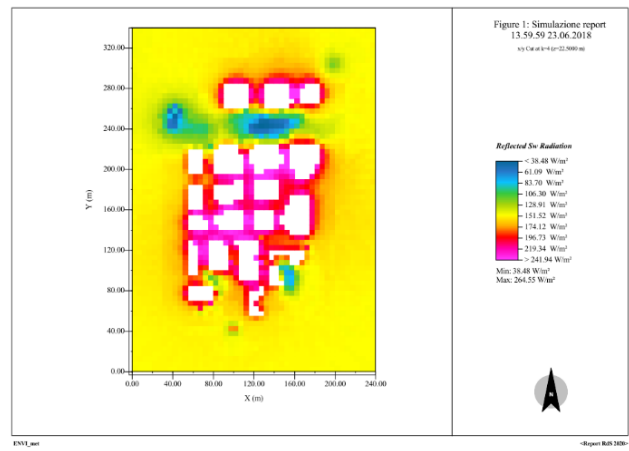 Figure 1: Simulazione report
13.59.59 23.06.2018
x/y Cut at k=4 (z=22.5000 m)
320.00
280.00
240.00
200.00
160.00
120.00
80.00
40.00
0.00
Y (m)
0.00 40.00 80.00 120.00 160.00 200.00 240.00
X (m)
Reflected Sw Radiation
< 38.48 W/m²
61.09 W/m²
83.70 W/m²
106.30 W/m²
128.91 W/m²
151.52 W/m²
174.12 W/m²
196.73 W/m²
219.34 W/m²
> 241.94 W/m²
Min: 38.48 W/m²
Max: 264.55 W/m²
N
ENVI_met
<Report RdS 2020>